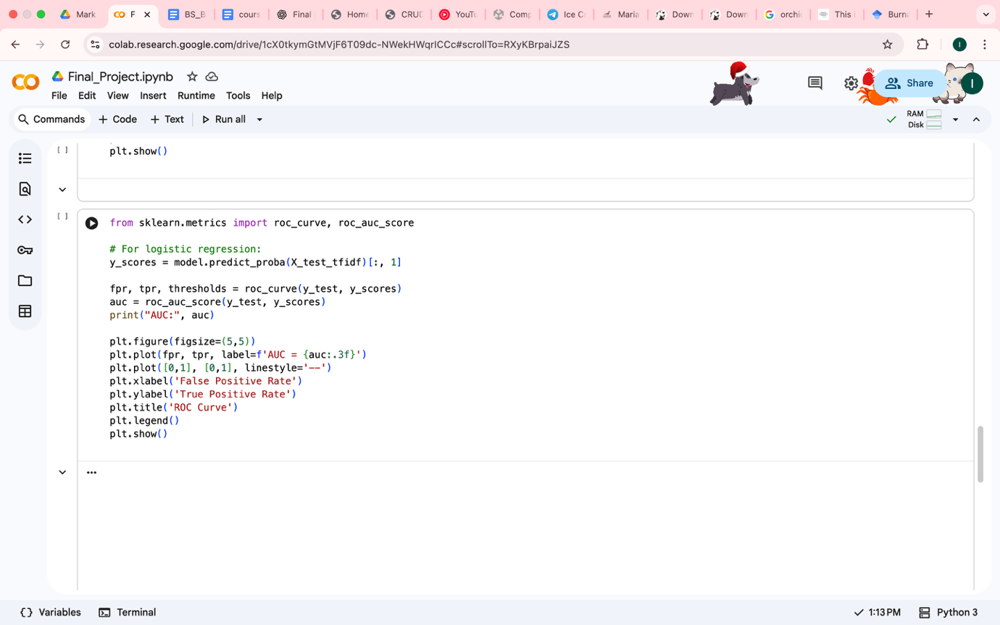 Mark
F
BS_B
cours
Final
Home
CRUD
YouTu
Comp
Ice C
Maria
Down
Down
orchi
This i
Burna
colab.research.google.com/drive/1cX0tkymGtMVjF6T09dc-NWekHWqrICCc#scrollTo=RXyKBrpaiJZS
I
Final_Project.ipynb
File Edit View Insert Runtime Tools Help
Share
I
Commands + Code + Text Run all
RAM
Disk
[ ]
plt.show()
[ ]
from sklearn.metrics import roc_curve, roc_auc_score
# For logistic regression:
y_scores = model.predict_proba(X_test_tfidf)[:, 1]
fpr, tpr, thresholds = roc_curve(y_test, y_scores)
auc = roc_auc_score(y_test, y_scores)
print("AUC:", auc)
plt.figure(figsize=(5,5))
plt.plot(fpr, tpr, label=f'AUC = {auc:.3f}')
plt.plot([0,1], [0,1], linestyle='--')
plt.xlabel('False Positive Rate')
plt.ylabel('True Positive Rate')
plt.title('ROC Curve')
plt.legend()
plt.show()
Variables Terminal 1:13 PM Python 3